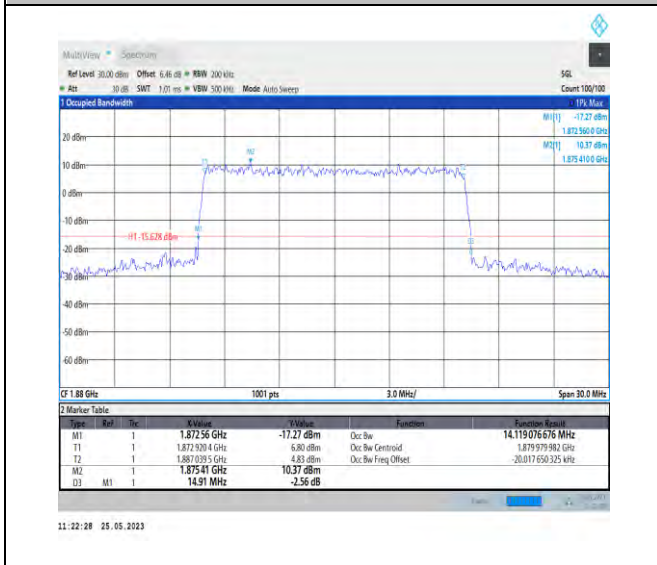 MultiView Spectrum
Ref Level 30.00 dBm Offset 6.46 dB RBW 200 kHz SGL
Att 30 dB SWT 1.01 ms VBW 500 kHz Mode Auto Sweep Count 100/100
1 Occupied Bandwidth 1Pk Max
M1[1] -17.27 dBm
1.872 560 0 GHz
M2[1] 10.37 dBm
1.875 410 0 GHz
20 dBm
M2
10 dBm
0 dBm
-10 dBm
M1
H1 -15.628 dBm
D3
-20 dBm
-30 dBm
-40 dBm
-50 dBm
-60 dBm
CF 1.88 GHz 1001 pts 3.0 MHz/ Span 30.0 MHz
2 Marker Table
Type Ref Trc X-Value Y-Value Function Function Result
M1 1 1.872 56 GHz -17.27 dBm Occ Bw 14.119 076 676 MHz
T1 1 1.872 920 4 GHz 6.80 dBm Occ Bw Centroid 1.879 979 982 GHz
T2 1 1.887 039 5 GHz 4.83 dBm Occ Bw Freq Offset -20.017 650 325 kHz
M2 1 1.875 41 GHz 10.37 dBm
D3 M1 1 14.91 MHz -2.56 dB
11:22:28 25.05.2023